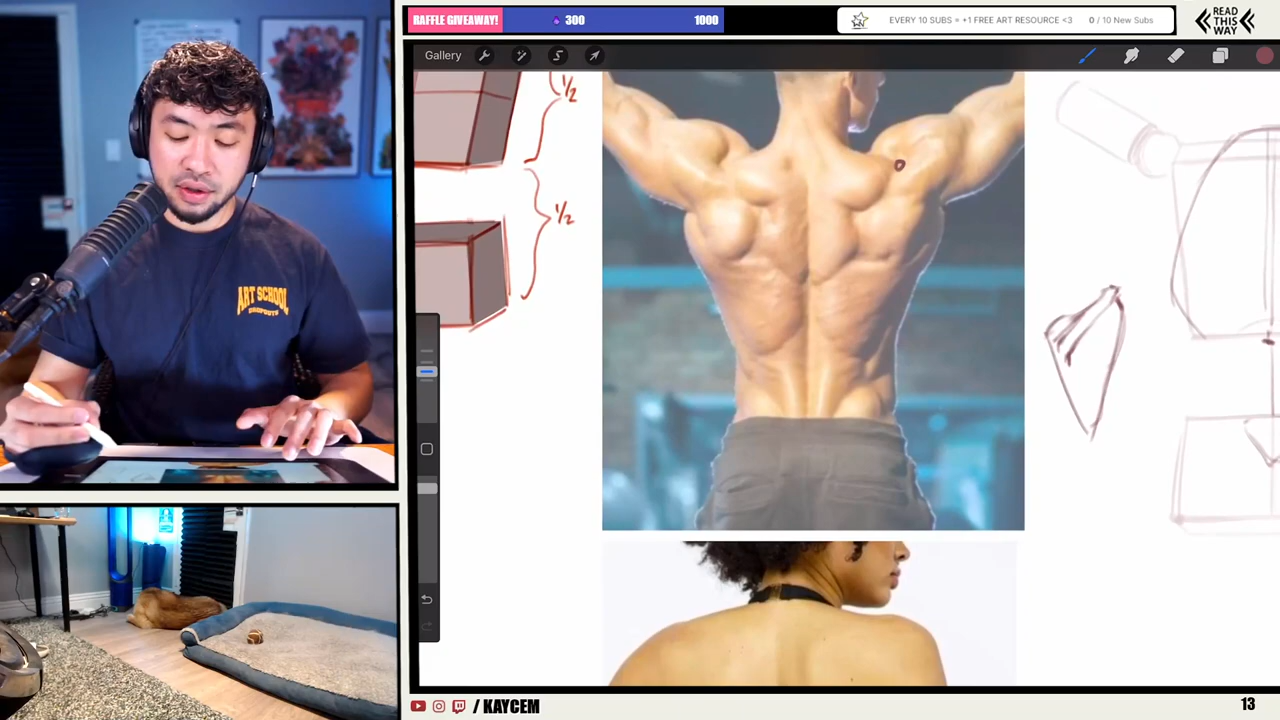 RAFFLE GIVEAWAY!
300
1000
EVERY 10 SUBS = +1 FREE ART RESOURCE <3
0 / 10 New Subs
READ
THIS
WAY
Gallery
1/2
1/2
ART SCHOOL
DROPOUTS
/ KAYCEM
13